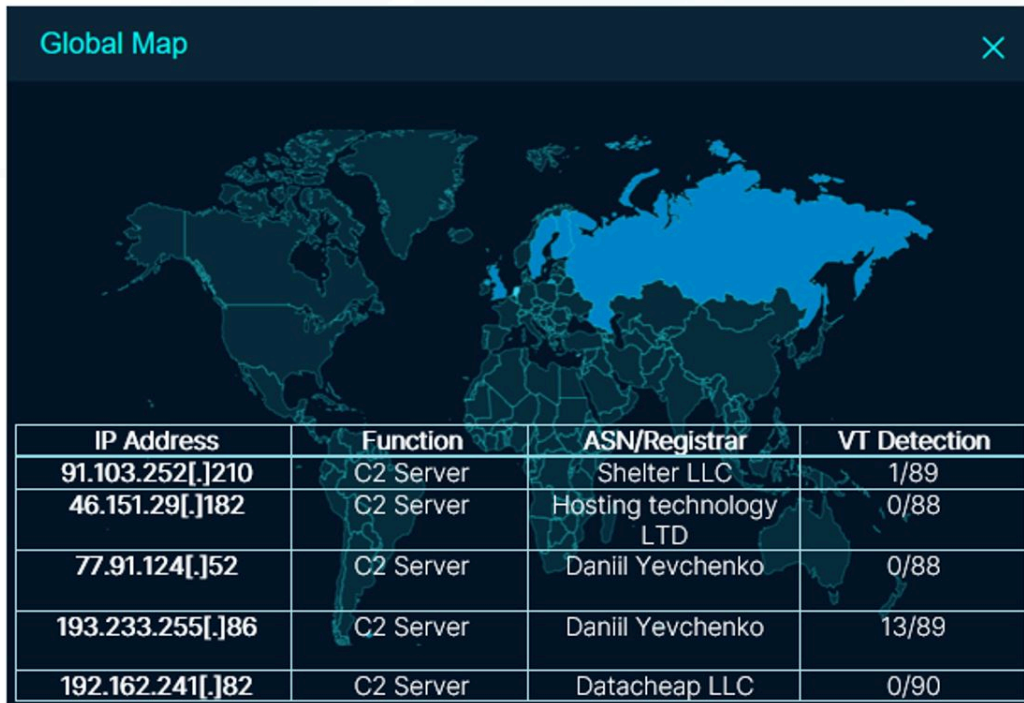 Global Map
IP Address Function ASN/Registrar VT Detection
91.103.252[.]210 C2 Server Shelter LLC 1/89
46.151.29[.]182 C2 Server Hosting technology 0/88
LTD
77.91.124[.]52 C2 Server Daniil Yevchenko 0/88
193.233.255[.]86 C2 Server Daniil Yevchenko 13/89
192.162.241[.]82 C2 Server Datacheap LLC 0/90